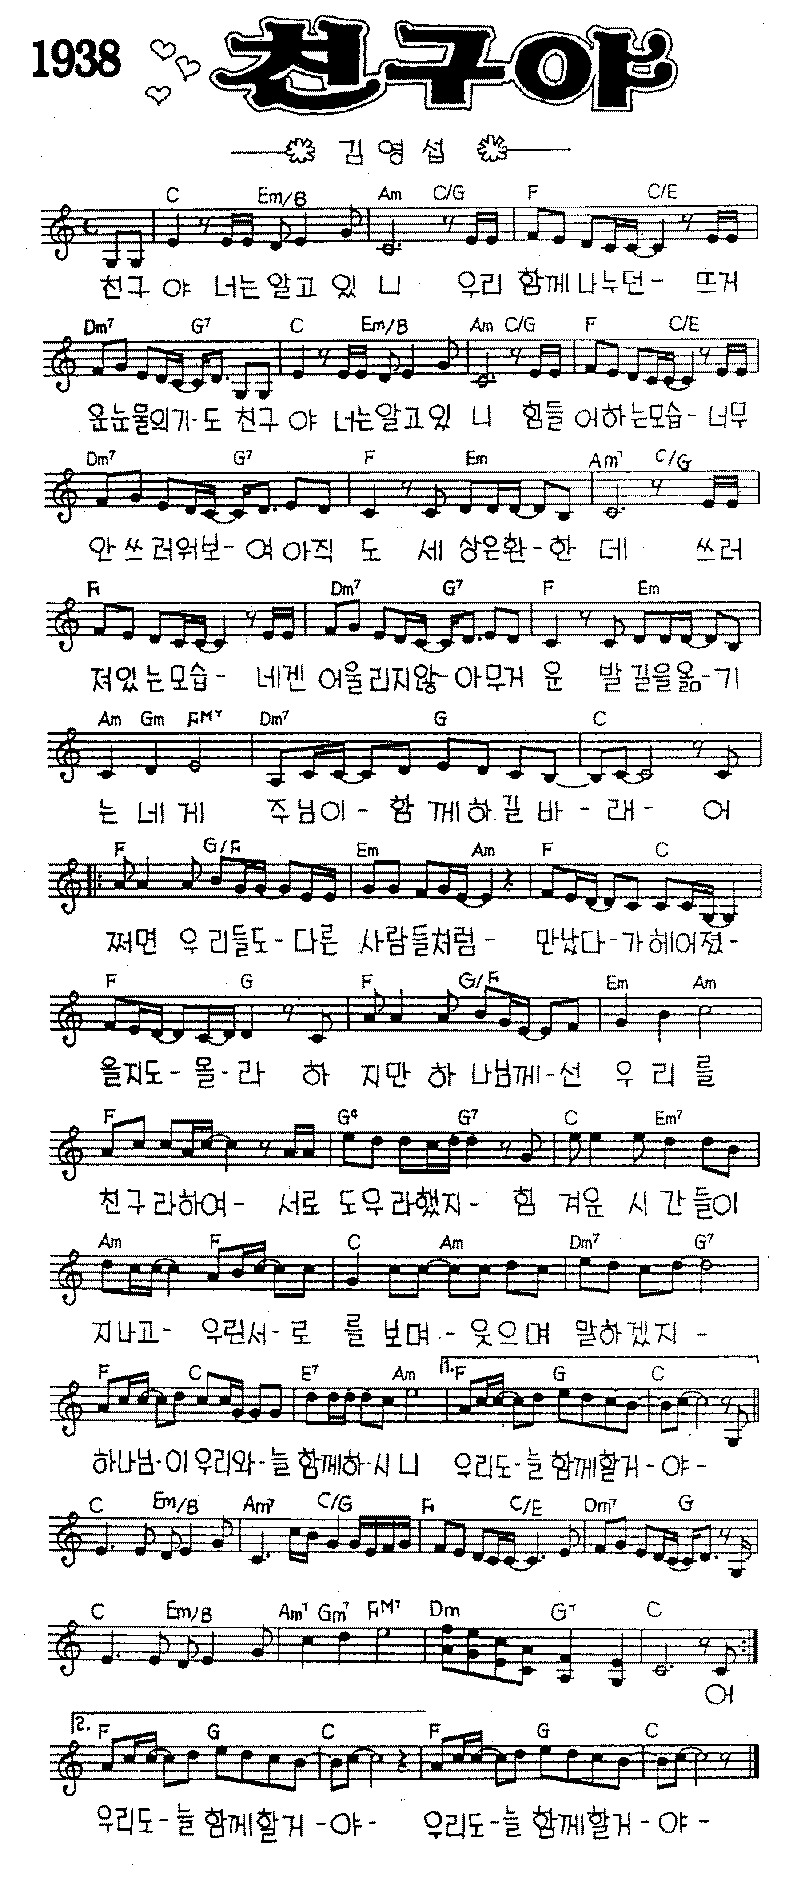 1938 친구야
김영섭
C Em/B Am C/G F C/E
친구 야 너는 알고 있 니 우리 함께나누던- 뜨거
Dm7 G7 C Em/B Am C/G F C/E
운눈물의기-도 친구 야 너는알고있 니 힘들 어하는모습- 너무
Dm7 G7 F Em Am7 C/G
안쓰러워보-여아직 도 세 상은환-한 데 쓰러
F Dm7 G7 F Em
져있는모습- 네겐 어울리지않-아무거 운 발 길을옮-기
Am Gm FM7 Dm7 G C
는 네 게 주님이-함 께하길 바-래- 어
F G/F Em Am F C
쩌면 우 리들도-다른 사람들처럼- 만났다-가헤어졌-
F G F G/F Em Am
을지도-몰-라 하 지만 하 나님께-선 우 리 를
F G6 G7 C Em7
친구라하여- 서로 도우라했지- 힘 겨운 시 간들이
Am F C Am Dm7 G7
지나고- 우린서-로 를 보며-웃으며 말하겠지-
F C E7 Am 1. F G C
하나님-이우리와-늘 함께하-시니 우리도-늘 함께할거-야-
C Em/B Am7 C/G F C/E Dm7 G
C Em/B Am7 Gm7 FM7 Dm G7 C
어
2. F G C F G C
우리도-늘 함께할거-야- 우리도-늘 함께할거-야-